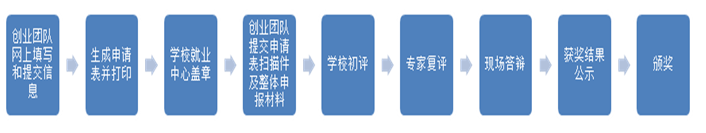 创业团队
网上填写
和提交信
息
生成申请
表并打印
学校就业
中心盖章
创业团队
提交申请
表扫描件
及整体申
报材料
学校初评
专家复评
现场答辩
获奖结果
公示
颁奖